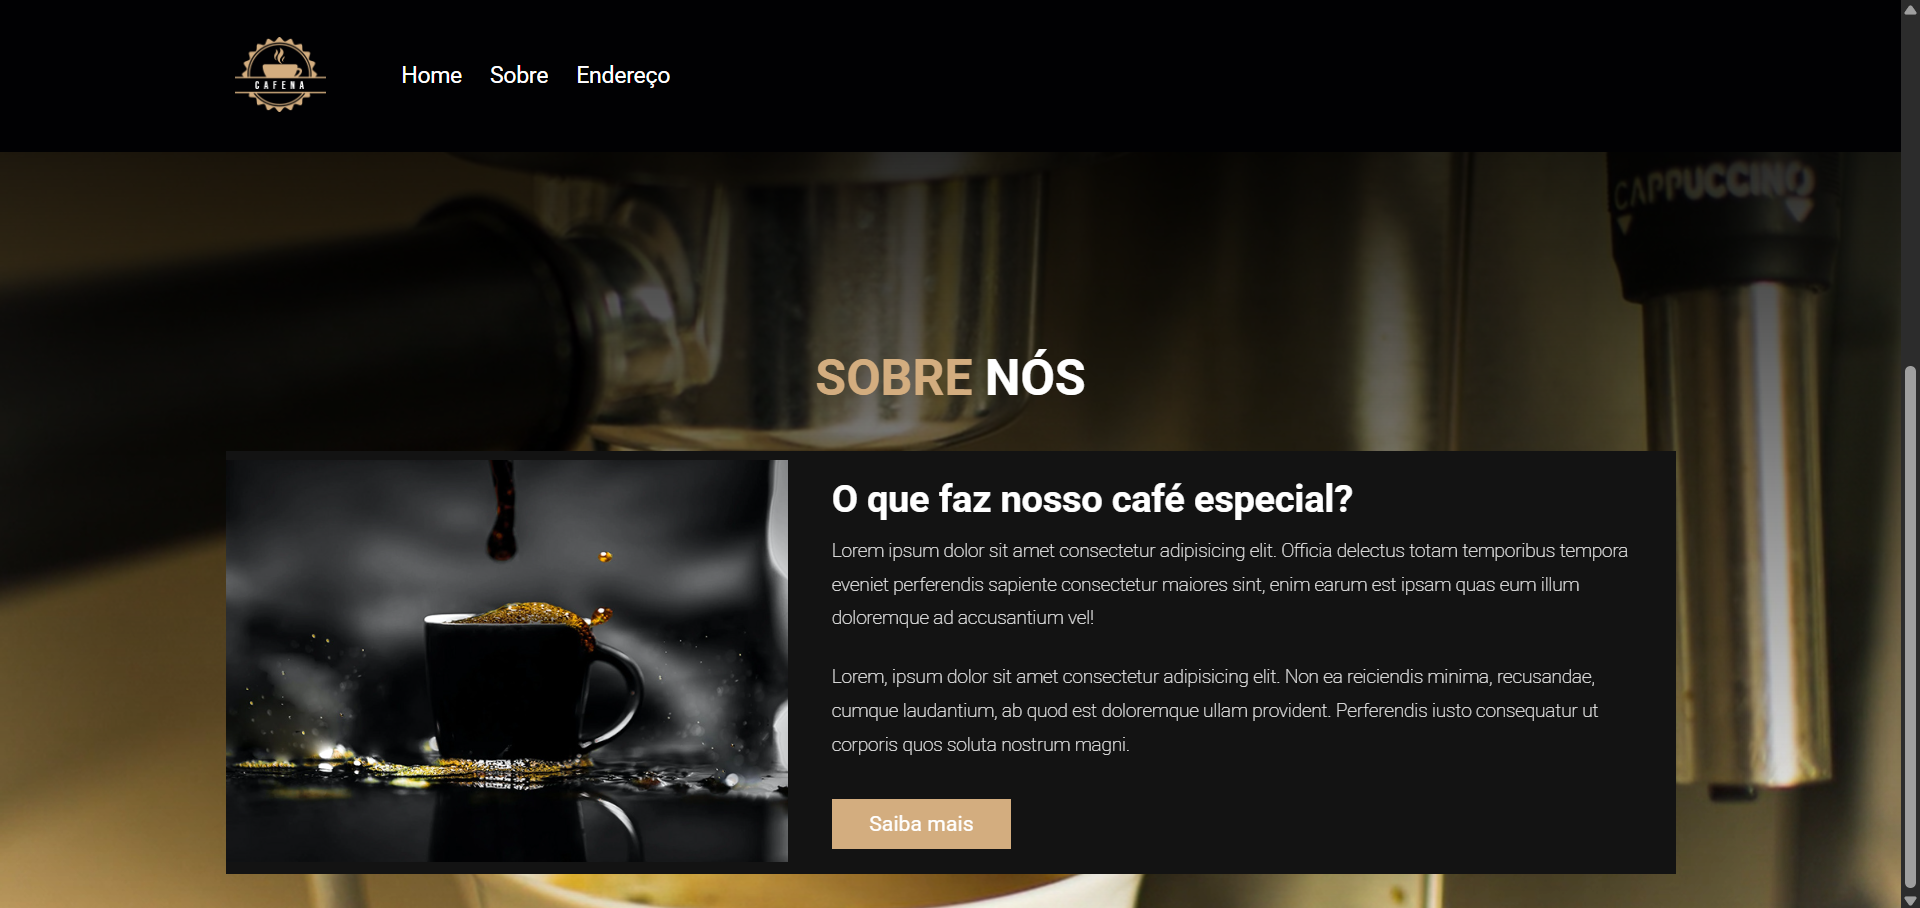 CAFENA
Home Sobre Endereço
CAPPUCCINO
SOBRE NÓS
O que faz nosso café especial?
Lorem ipsum dolor sit amet consectetur adipisicing elit. Officia delectus totam temporibus tempora
eveniet perferendis sapiente consectetur maiores sint, enim earum est ipsam quas eum illum
doloremque ad accusantium vel!
Lorem, ipsum dolor sit amet consectetur adipisicing elit. Non ea reiciendis minima, recusandae,
cumque laudantium, ab quod est doloremque ullam provident. Perferendis iusto consequatur ut
corporis quos soluta nostrum magni.
Saiba mais